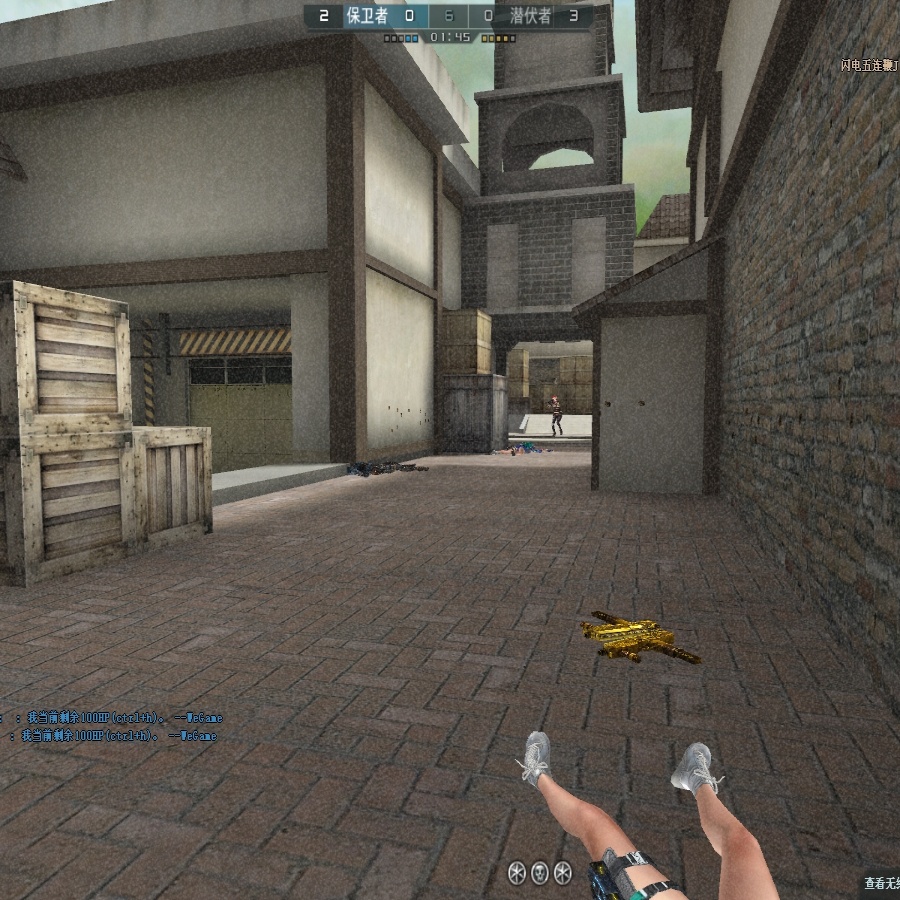 2 保卫者 0 6 0 潜伏者 3
01:45
闪电五连鞭J
: : 我当前剩余100HP(ctrl+h)。 --WeGame
: 我当前剩余100HP(ctrl+h)。 --WeGame
查看无